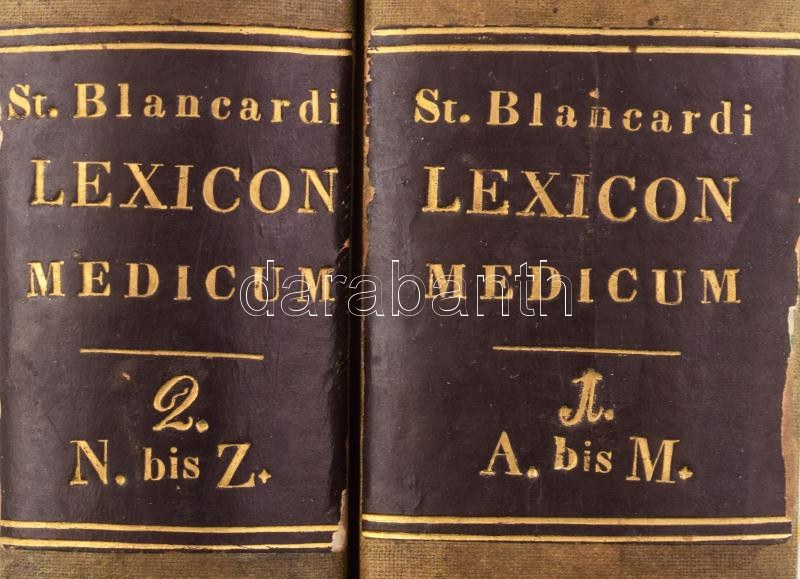 St. Blancardi
LEXICON
MEDICUM
2.
N. bis Z.
St. Blancardi
LEXICON
MEDICUM
1.
A. bis M.
darabanth